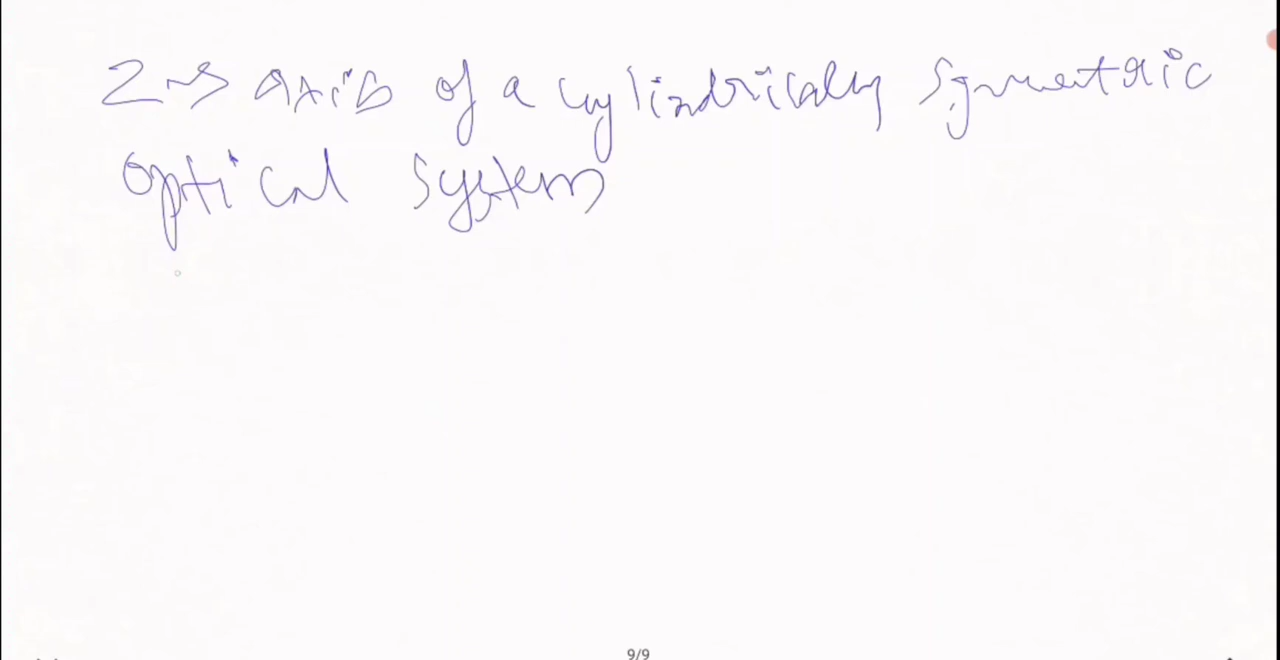 Z → axis of a cylindrically symmetric
optical system
9/9